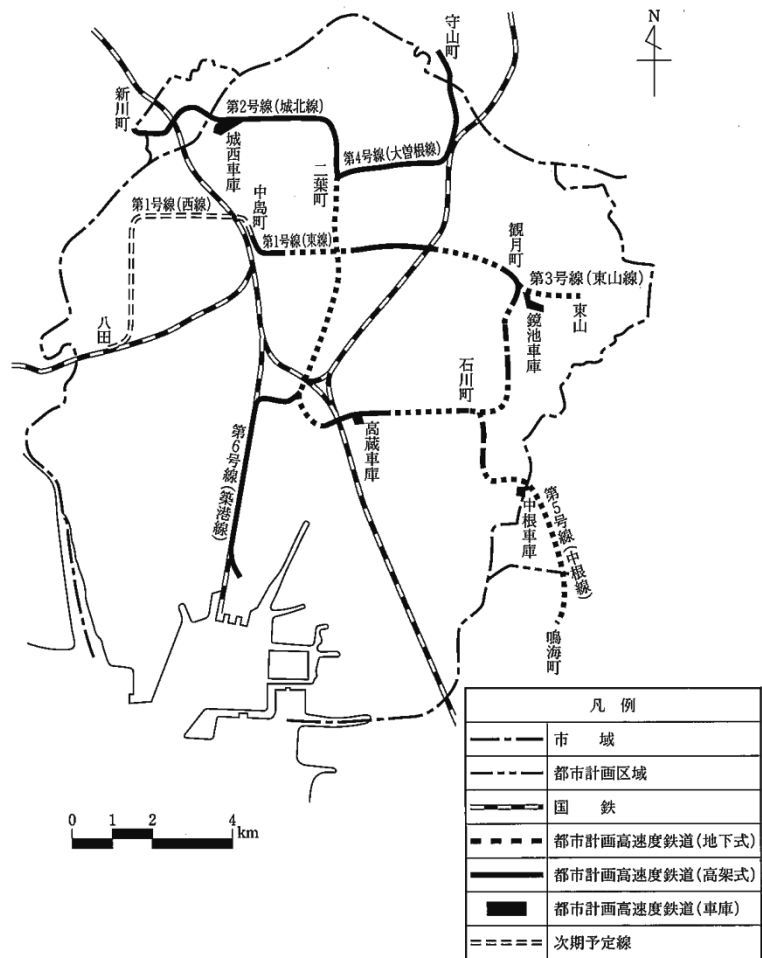 守山町
N
新川町
第2号線(城北線)
城西車庫
第4号線(大曽根線)
二葉町
第1号線(西線)
中島町
第1号線(東線)
観月町
第3号線(東山線)
東山
鏡池車庫
八田
石川町
高蔵車庫
第6号線(築港線)
中根車庫
第5号線(中根線)
鳴海町
凡 例
市 域
都市計画区域
国 鉄
都市計画高速度鉄道(地下式)
都市計画高速度鉄道(高架式)
都市計画高速度鉄道(車庫)
次期予定線
0 1 2 4
km